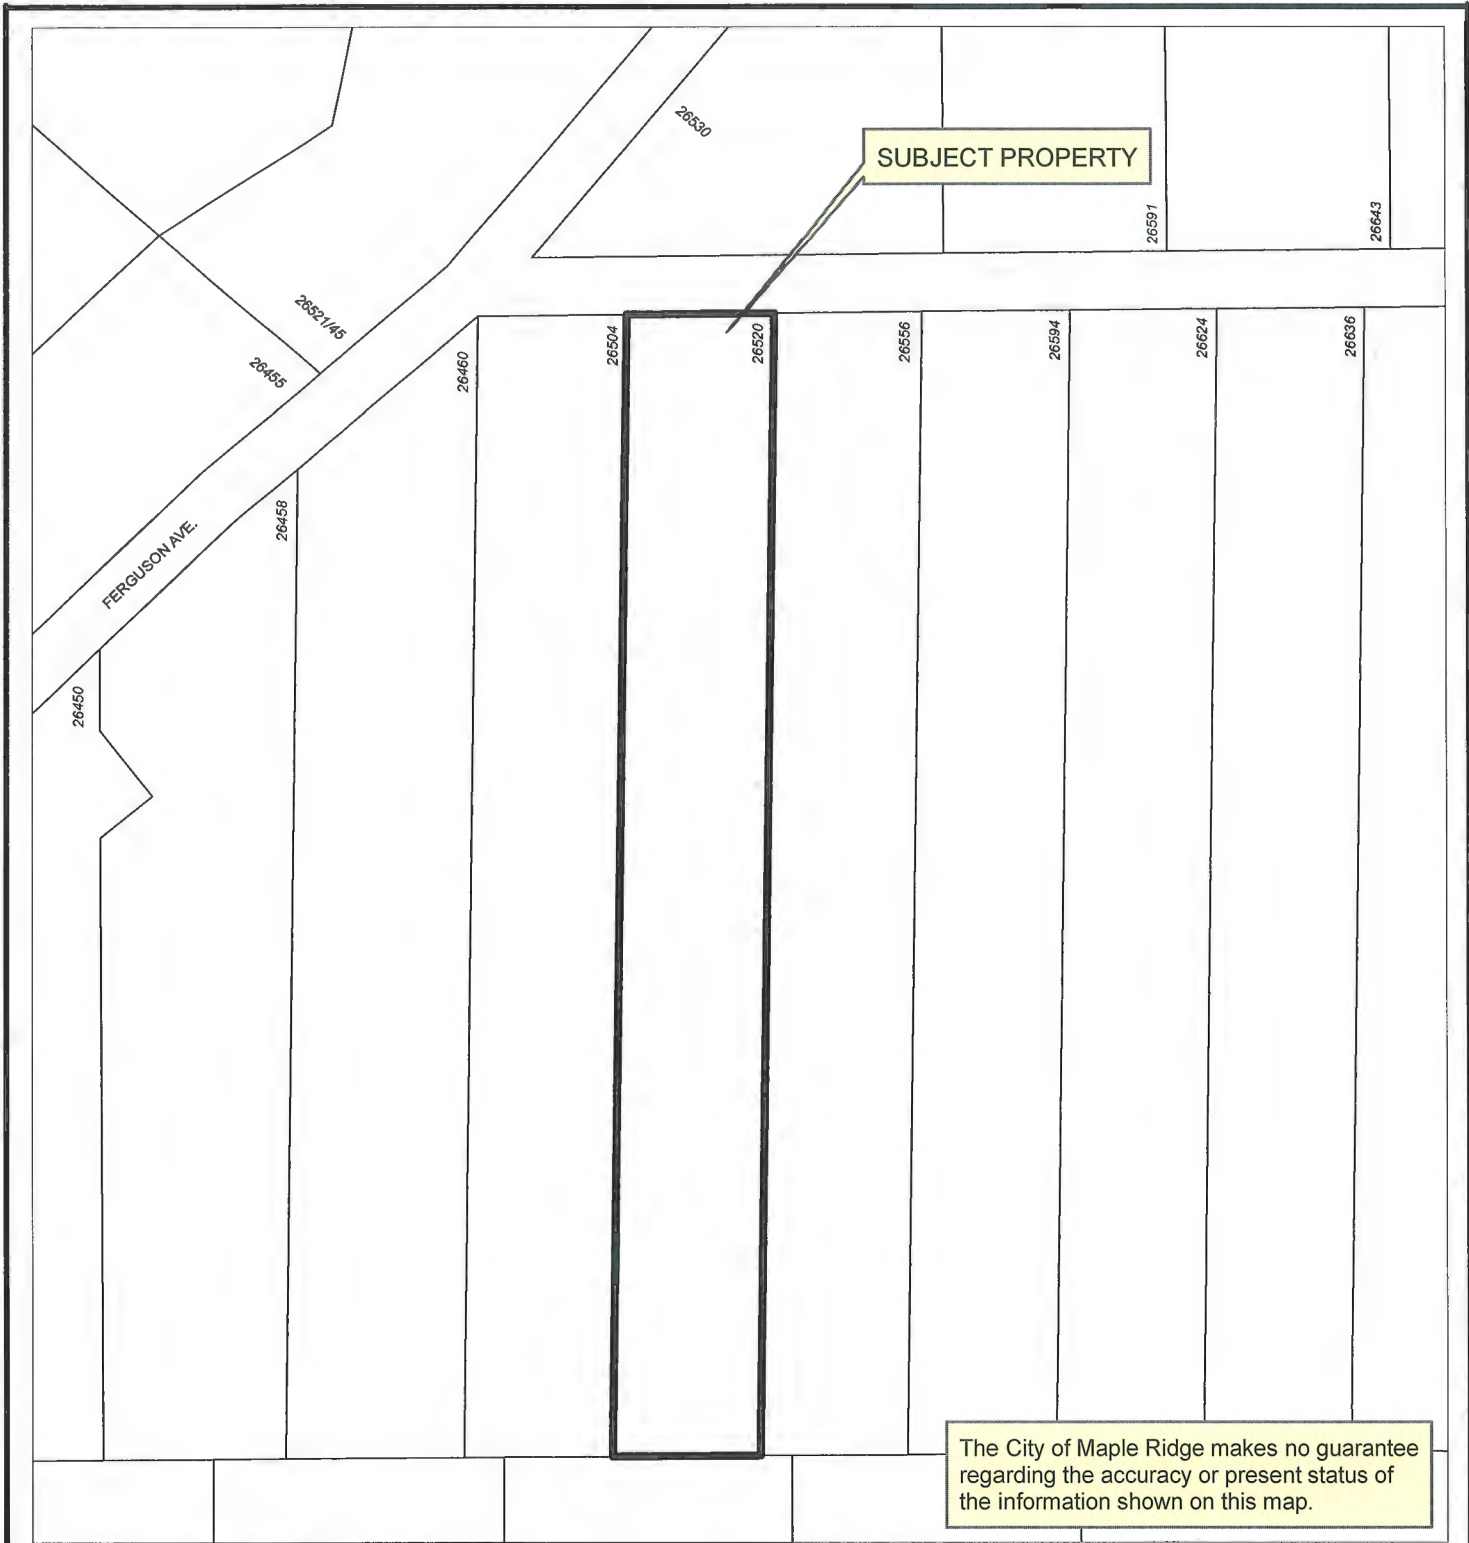 26530
SUBJECT PROPERTY
26591
26643
26521/45
26455
26460
26504
26520
26556
26594
26624
26636
26458
FERGUSON AVE.
26450
The City of Maple Ridge makes no guarantee
regarding the accuracy or present status of
the information shown on this map.